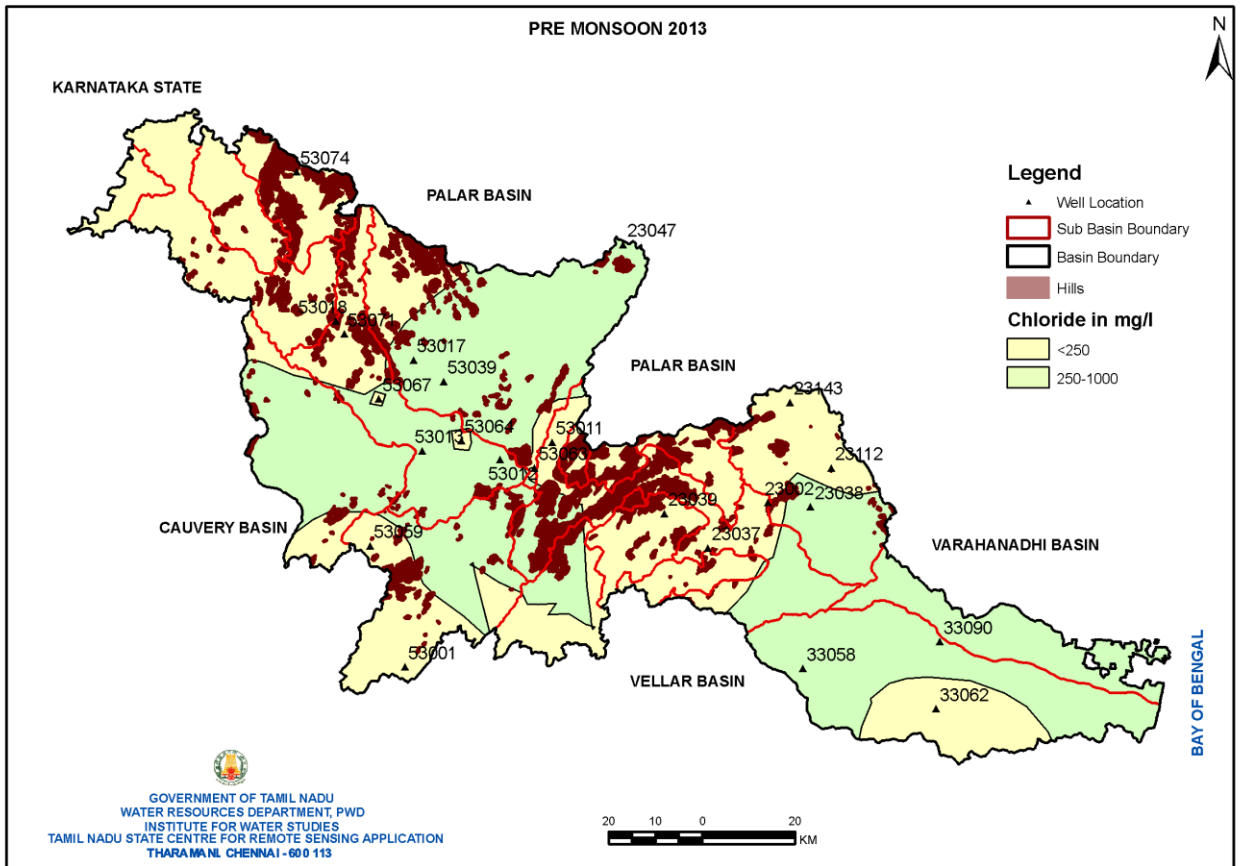 PRE MONSOON 2013
N
KARNATAKA STATE
53074
PALAR BASIN
23047
Legend
Well Location
Sub Basin Boundary
Basin Boundary
Hills
Chloride in mg/l
<250
250-1000
53018
53071
53017
53039
53067
PALAR BASIN
23143
53013
53064
53011
53012
53063
23112
23039
23002
23038
CAUVERY BASIN
53059
23037
VARAHANADHI BASIN
53001
33058
33090
VELLAR BASIN
33062
BAY OF BENGAL
GOVERNMENT OF TAMIL NADU
WATER RESOURCES DEPARTMENT, PWD
INSTITUTE FOR WATER STUDIES
TAMIL NADU STATE CENTRE FOR REMOTE SENSING APPLICATION
THARAMANI, CHENNAI - 600 113
20 10 0 20
KM